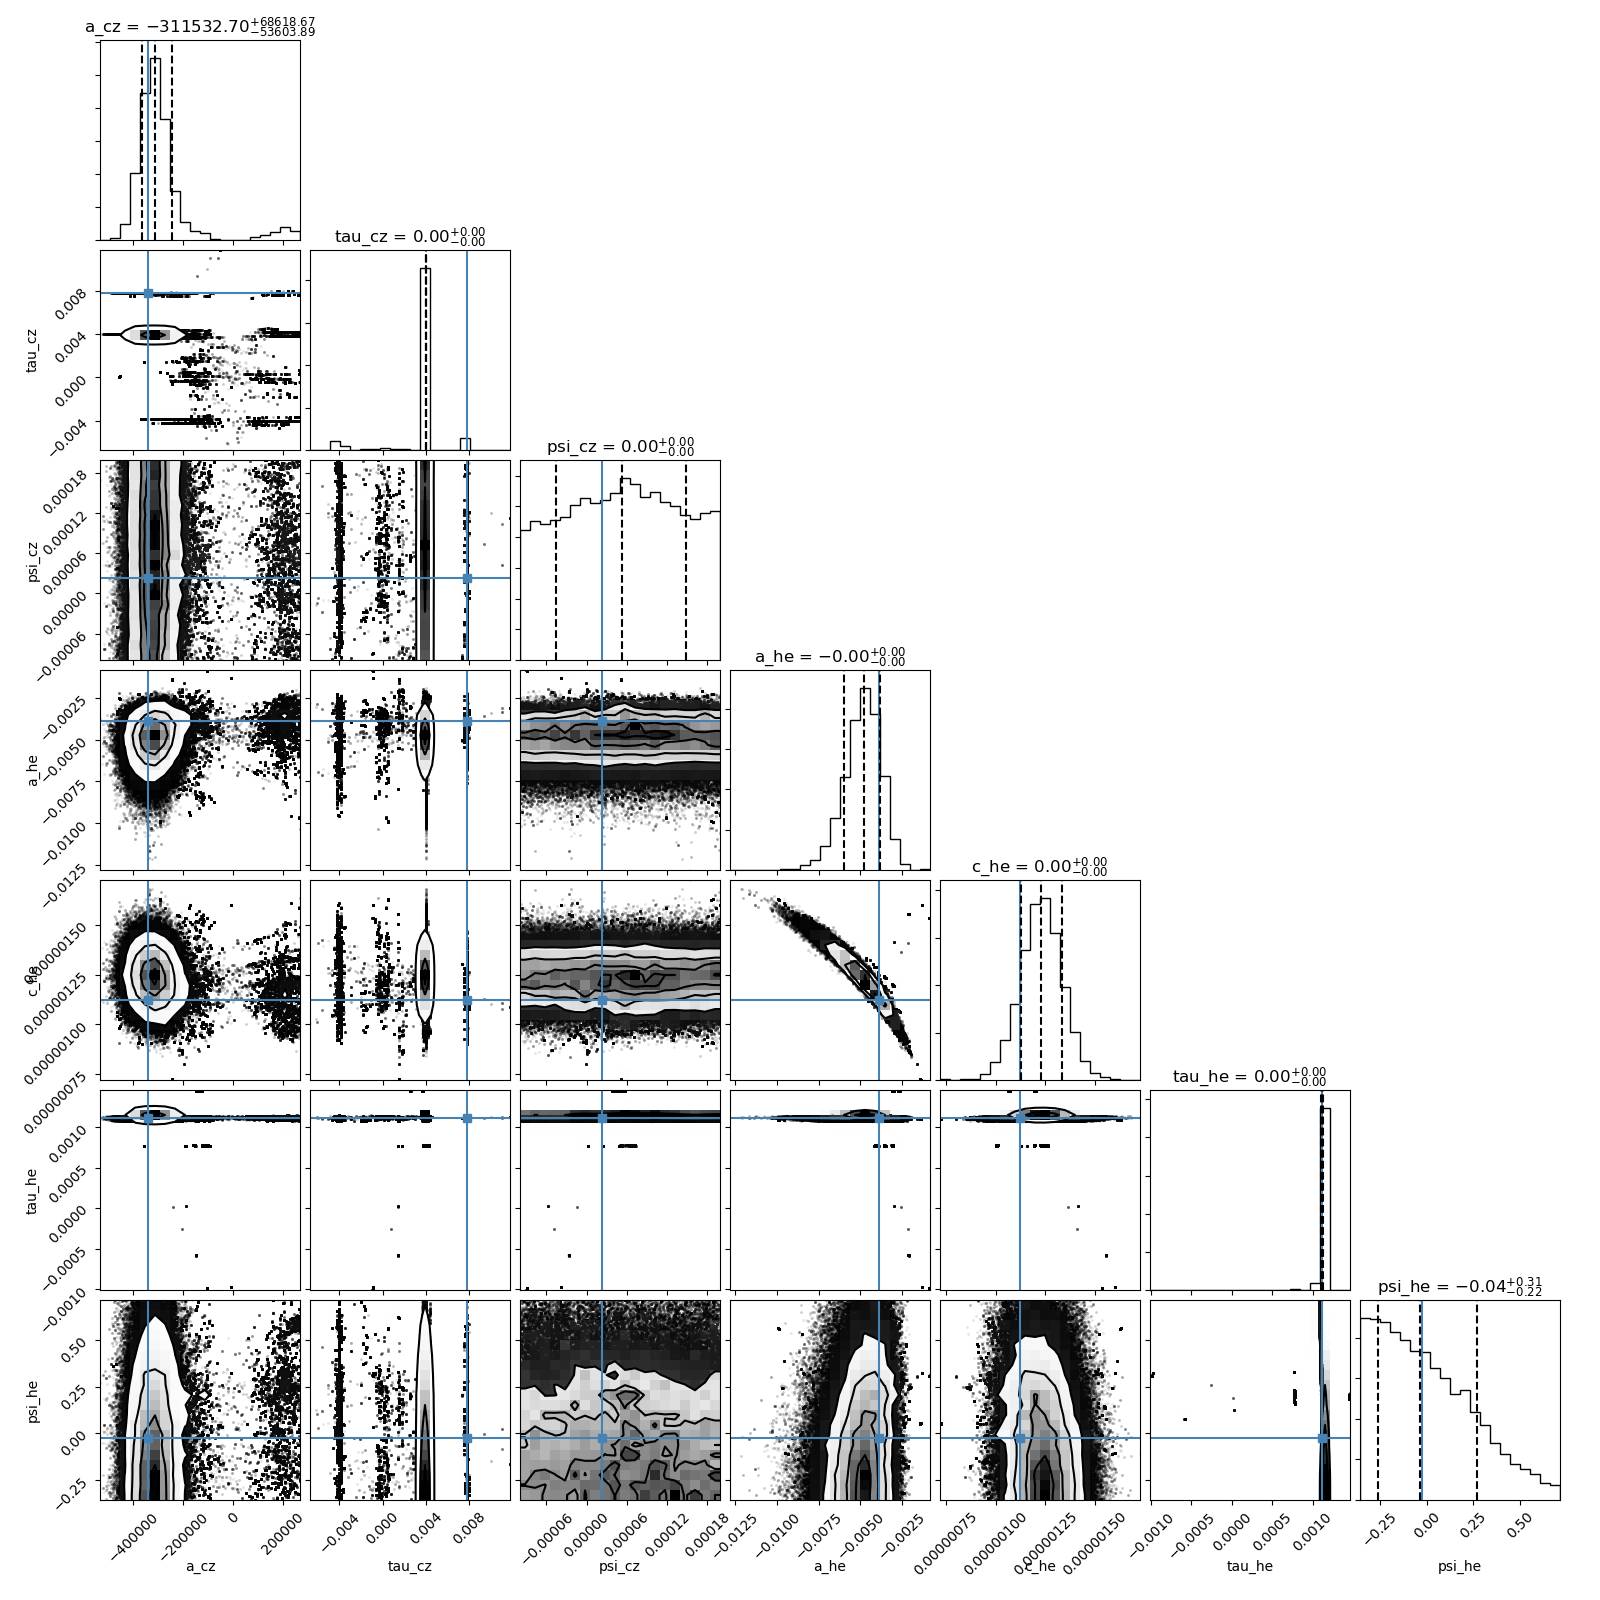 a_cz = −311532.70 +68618.67 −53603.89
tau_cz = 0.00 +0.00 −0.00
tau_cz
0.008
0.004
0.000
−0.004
psi_cz = 0.00 +0.00 −0.00
psi_cz
0.00018
0.00012
0.00006
0.00000
−0.00006
a_he = −0.00 +0.00 −0.00
a_he
−0.0025
−0.0050
−0.0075
−0.0100
−0.0125
c_he = 0.00 +0.00 −0.00
c_he
0.00000150
0.00000125
0.00000100
0.00000075
tau_he = 0.00 +0.00 −0.00
tau_he
0.0010
0.0005
0.0000
−0.0005
−0.0010
psi_he = −0.04 +0.31 −0.22
psi_he
0.50
0.25
0.00
−0.25
−400000 −200000 0 200000
−0.004 0.000 0.004 0.008
−0.00006 0.00000 0.00006 0.00012 0.00018
−0.0125 −0.0100 −0.0075 −0.0050 −0.0025
0.00000075 0.00000100 0.00000125 0.00000150
−0.0010 −0.0005 0.0000 0.0005 0.0010
−0.25 0.00 0.25 0.50
a_cz tau_cz psi_cz a_he c_he tau_he psi_he